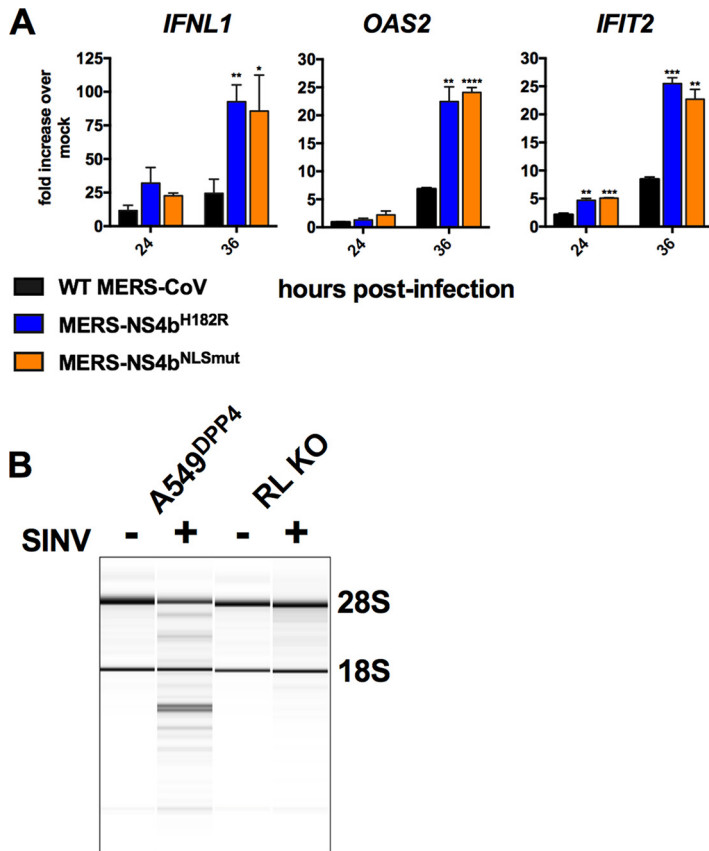 A
IFNL1 OAS2 IFIT2
fold increase over
mock
125
100
75
50
25
0
24 36
30
25
20
15
10
5
0
24 36
30
25
20
15
10
5
0
24 36
** *
** ****
** *** *** **
hours post-infection
WT MERS-CoV
MERS-NS4bH182R
MERS-NS4bNLSmut
B
A549DPP4 RL KO
SINV - + - +
28S
18S